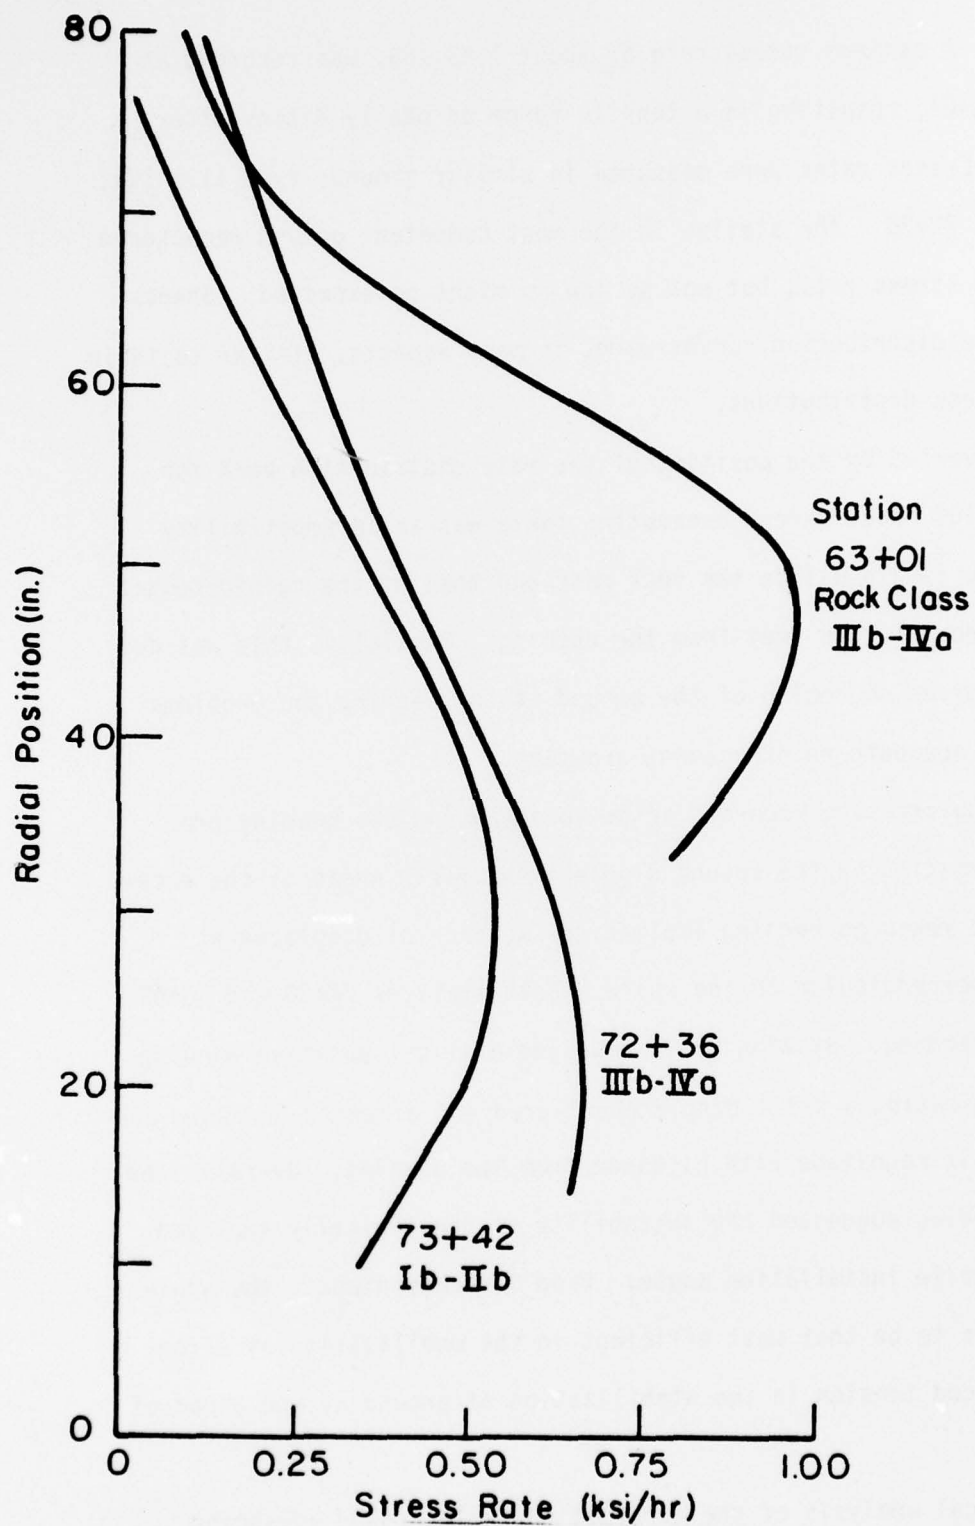 80
60
40
20
0
Radial Position (in.)
Station
63+01
Rock Class
IIIb-IVa
72+36
IIIb-IVa
73+42
Ib-IIb
0 0.25 0.50 0.75 1.00
Stress Rate (ksi/hr)